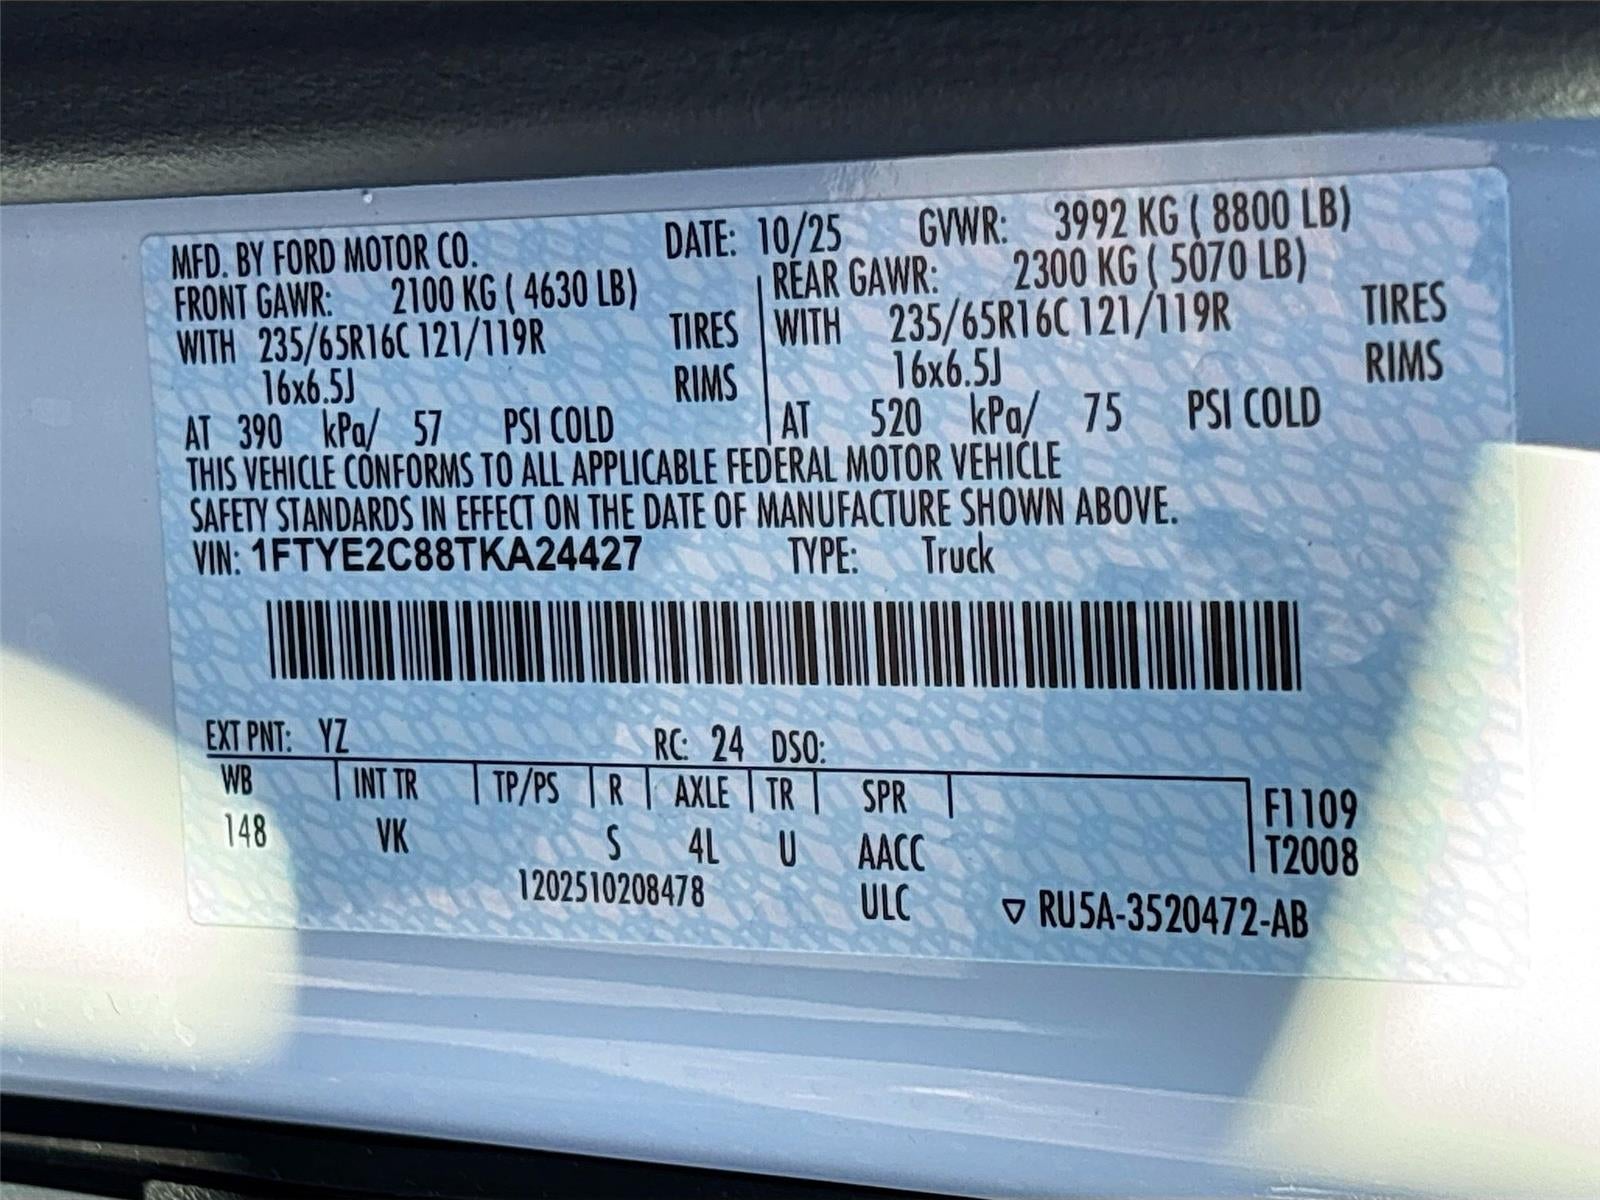 MFD. BY FORD MOTOR CO. DATE: 10/25 GVWR: 3992 KG ( 8800 LB)
FRONT GAWR: 2100 KG ( 4630 LB) REAR GAWR: 2300 KG ( 5070 LB)
WITH 235/65R16C 121/119R TIRES WITH 235/65R16C 121/119R TIRES
16x6.5J RIMS 16x6.5J RIMS
AT 390 kPa/ 57 PSI COLD AT 520 kPa/ 75 PSI COLD
THIS VEHICLE CONFORMS TO ALL APPLICABLE FEDERAL MOTOR VEHICLE
SAFETY STANDARDS IN EFFECT ON THE DATE OF MANUFACTURE SHOWN ABOVE.
VIN: 1FTYE2C88TKA24427 TYPE: Truck
EXT PNT: YZ RC: 24 DSO:
WB INT TR TP/PS R AXLE TR SPR F1109
148 VK S 4L U AACC T2008
1202510208478 ULC ▽ RU5A-3520472-AB